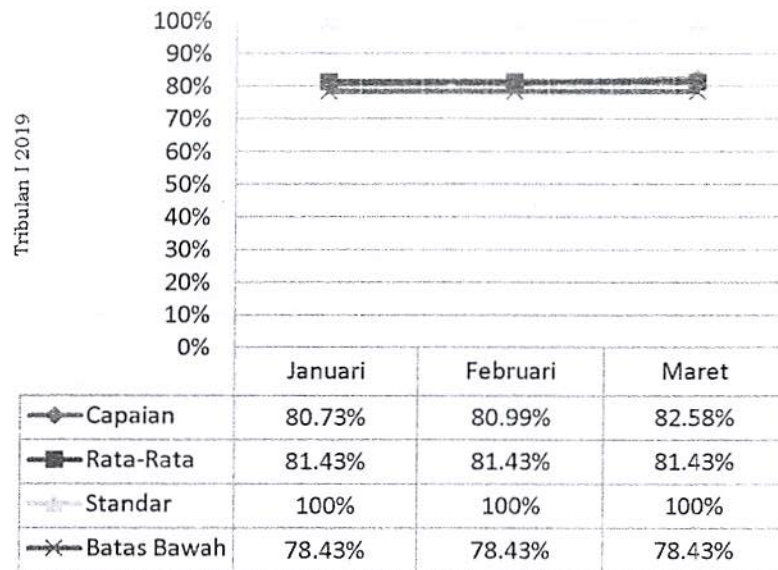 Tribulan I 2019
100%
90%
80%
70%
60%
50%
40%
30%
20%
10%
0%
Januari Februari Maret
Capaian 80.73% 80.99% 82.58%
Rata-Rata 81.43% 81.43% 81.43%
Standar 100% 100% 100%
Batas Bawah 78.43% 78.43% 78.43%